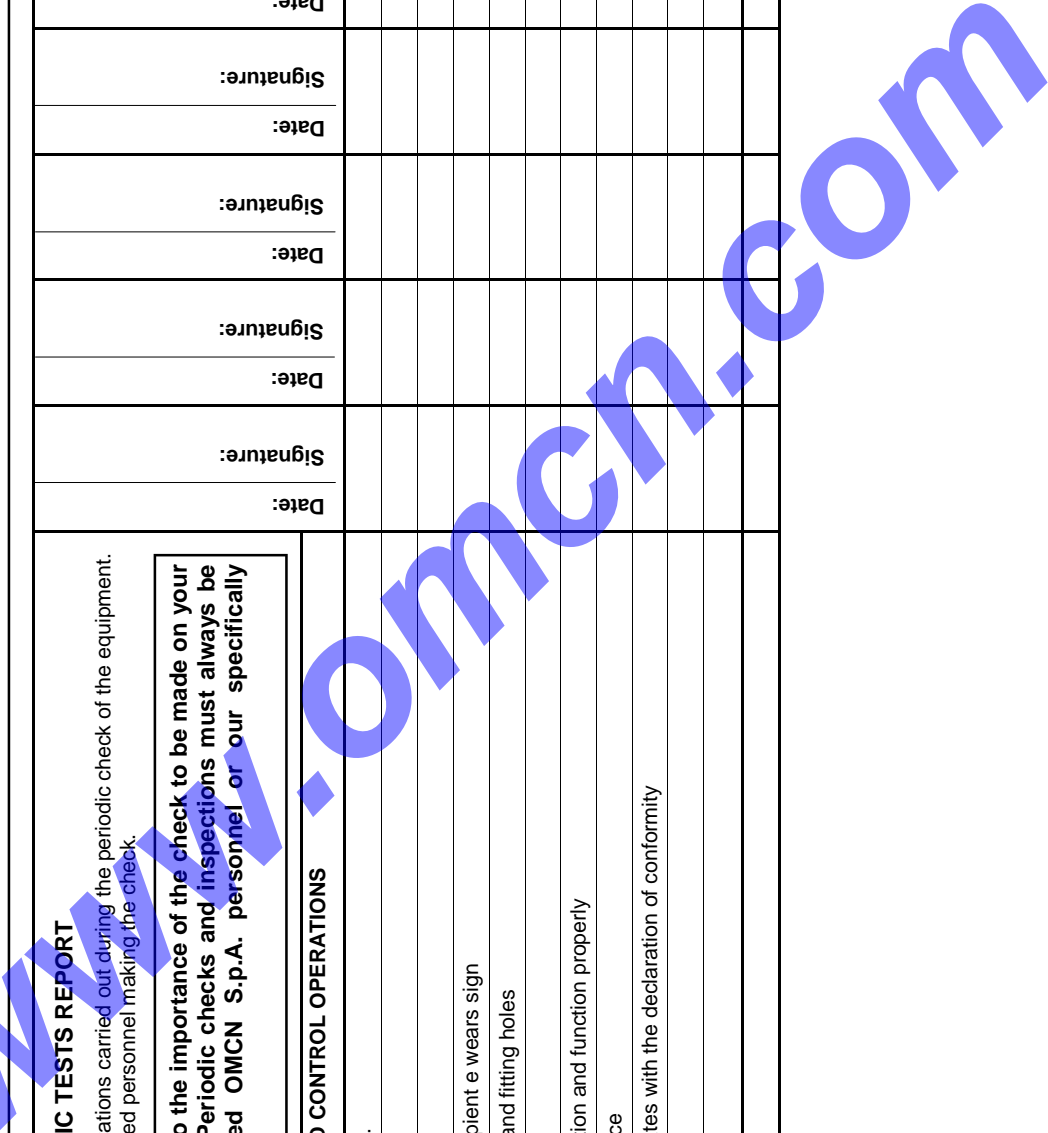 IC TESTS REPORT
ations carried out during the periodic check of the equipment.
ed personnel making the check.
o the importance of the check to be made on your
Periodic checks and inspections must always be
ed OMCN S.p.A. personnel or our specifically
CONTROL OPERATIONS
pient e wears sign
and fitting holes
tion and function properly
ce
tes with the declaration of conformity
Date:
Signature:
Date:
Signature:
Date:
Signature:
Date:
Signature:
Date:
www.omcn.com